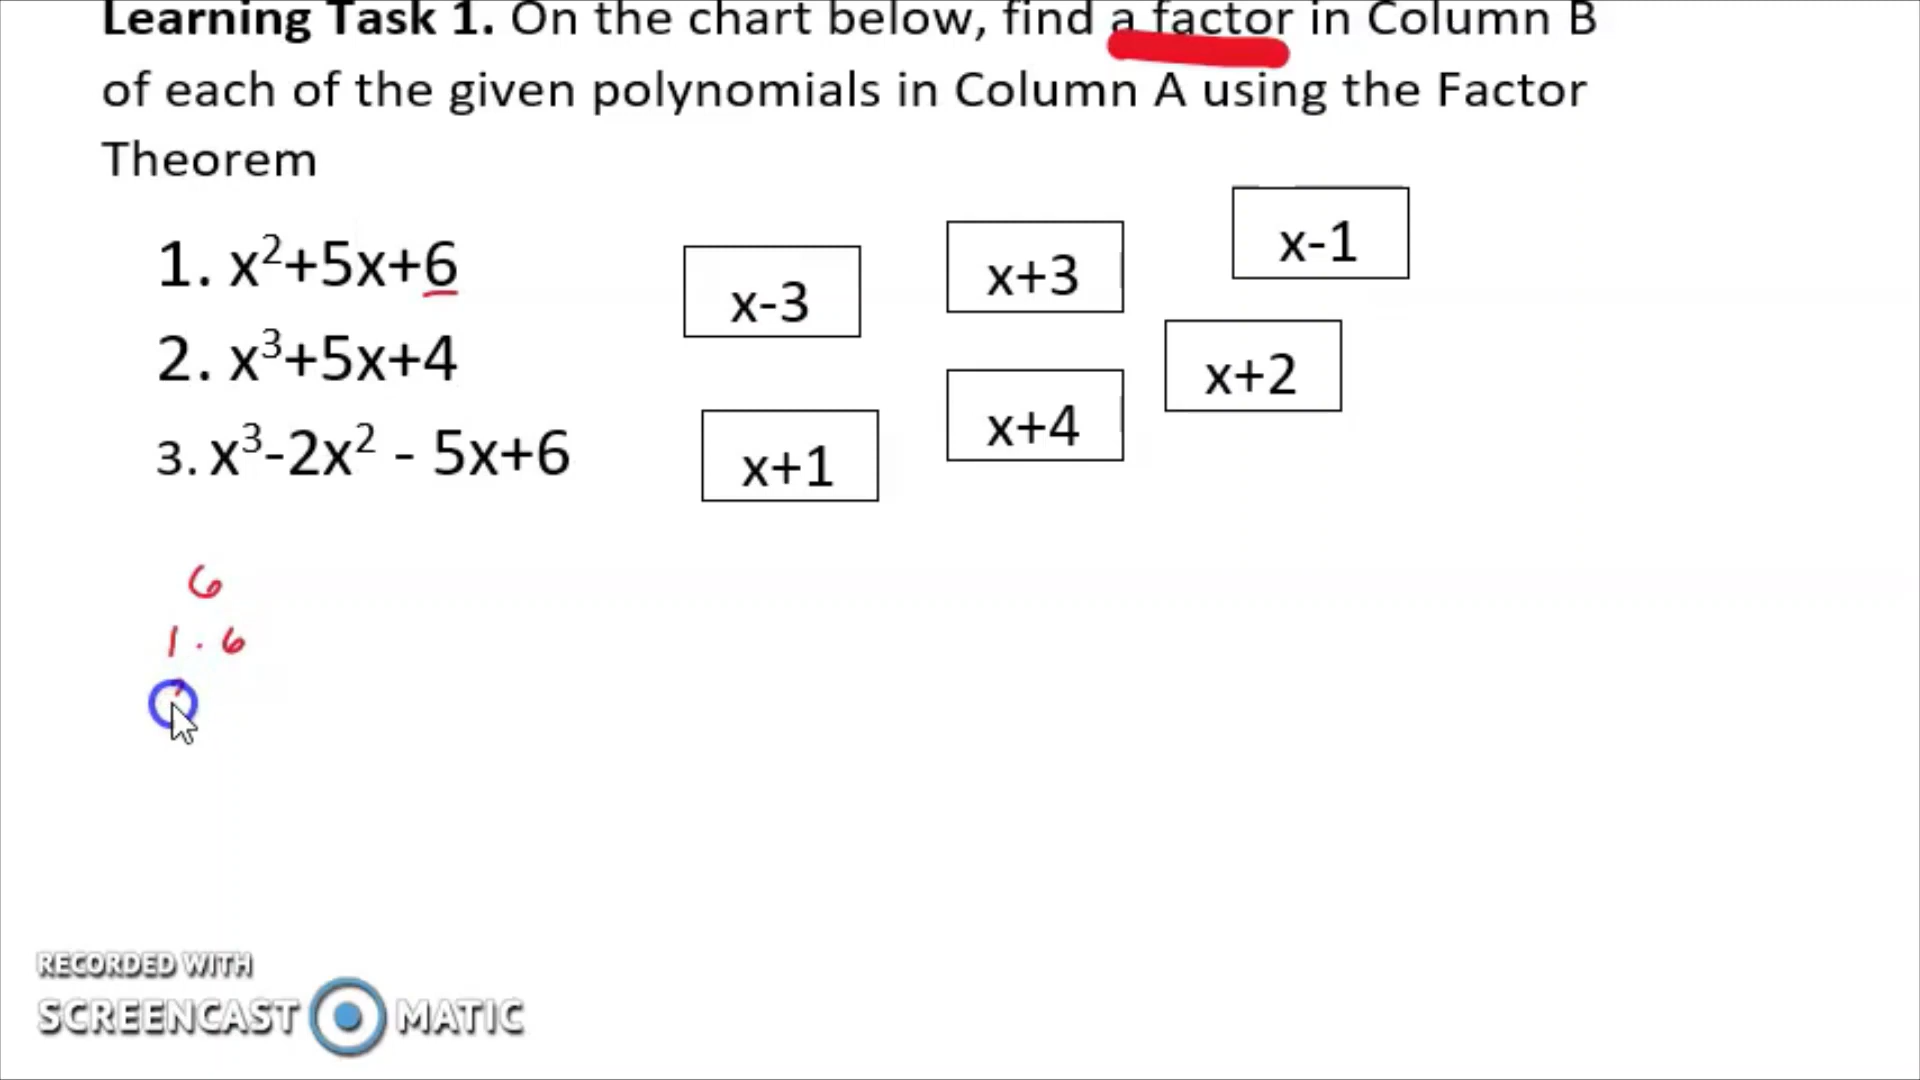 Learning Task 1. On the chart below, find a factor in Column B
of each of the given polynomials in Column A using the Factor
Theorem
1. x²+5x+6
x-3
x+3
x-1
2. x³+5x+4
x+2
3. x³-2x² - 5x+6
x+1
x+4
6
1 . 6
RECORDED WITH
SCREENCAST MATIC